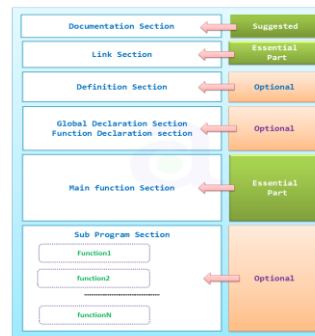 Documentation Section
Suggested
Link Section
Essential
Part
Definition Section
Optional
Global Declaration Section
Function Declaration section
Optional
Main function Section
Essential
Part
Sub Program Section
Function1
function2
functionN
Optional